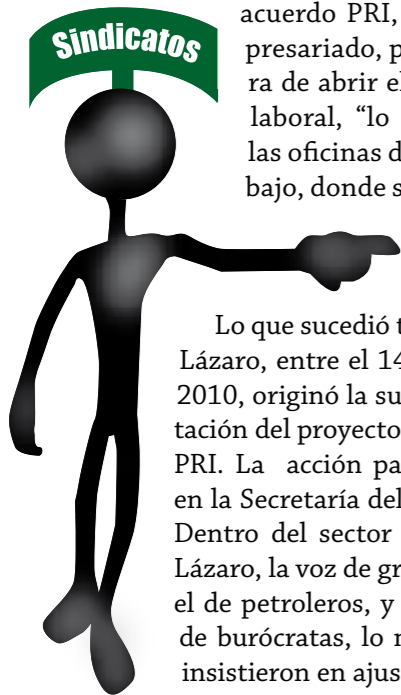 Sindicatos
acuerdo PRI,
presariado, p
ra de abrir el
laboral, “lo
las oficinas d
bajo, donde s
Lo que sucedió t
Lázaro, entre el 14
2010, originó la su
tación del proyecto
PRI. La acción pa
en la Secretaría del
Dentro del sector
Lázaro, la voz de gr
el de petroleros, y
de burócratas, lo
insistieron en ajus